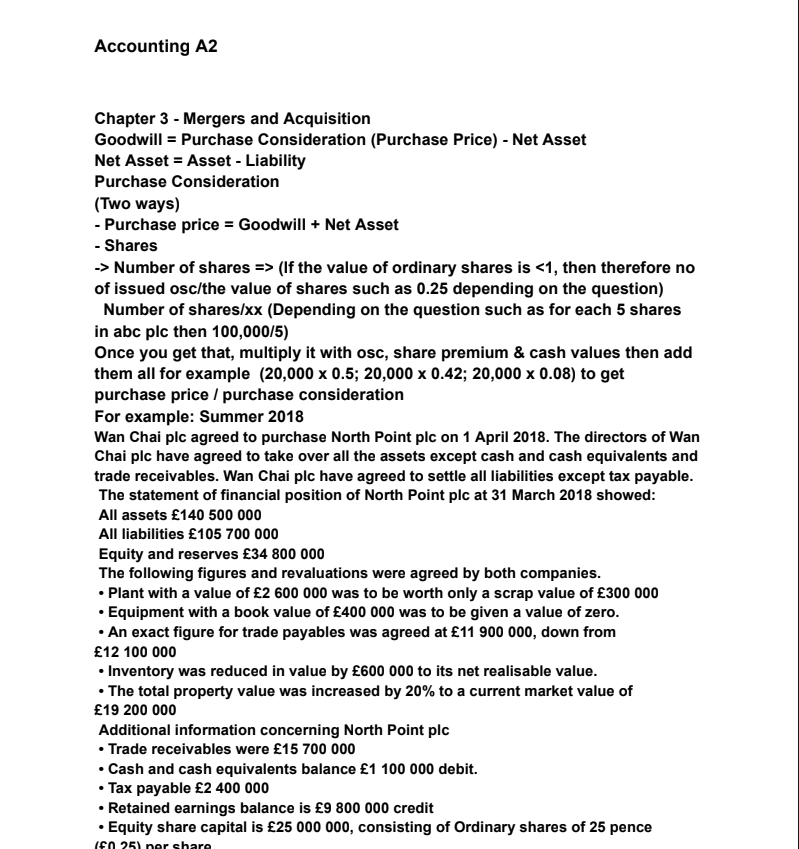 Accounting A2
Chapter 3 - Mergers and Acquisition
Goodwill = Purchase Consideration (Purchase Price) - Net Asset
Net Asset = Asset - Liability
Purchase Consideration
(Two ways)
- Purchase price = Goodwill + Net Asset
- Shares
-> Number of shares => (If the value of ordinary shares is <1, then therefore no
of issued osc/the value of shares such as 0.25 depending on the question)
Number of shares/xx (Depending on the question such as for each 5 shares
in abc plc then 100,000/5)
Once you get that, multiply it with osc, share premium & cash values then add
them all for example (20,000 x 0.5; 20,000 x 0.42; 20,000 x 0.08) to get
purchase price / purchase consideration
For example: Summer 2018
Wan Chai plc agreed to purchase North Point plc on 1 April 2018. The directors of Wan
Chai plc have agreed to take over all the assets except cash and cash equivalents and
trade receivables. Wan Chai plc have agreed to settle all liabilities except tax payable.
The statement of financial position of North Point plc at 31 March 2018 showed:
All assets £140 500 000
All liabilities £105 700 000
Equity and reserves £34 800 000
The following figures and revaluations were agreed by both companies.
• Plant with a value of £2 600 000 was to be worth only a scrap value of £300 000
• Equipment with a book value of £400 000 was to be given a value of zero.
• An exact figure for trade payables was agreed at £11 900 000, down from
£12 100 000
• Inventory was reduced in value by £600 000 to its net realisable value.
• The total property value was increased by 20% to a current market value of
£19 200 000
Additional information concerning North Point plc
• Trade receivables were £15 700 000
• Cash and cash equivalents balance £1 100 000 debit.
• Tax payable £2 400 000
• Retained earnings balance is £9 800 000 credit
• Equity share capital is £25 000 000, consisting of Ordinary shares of 25 pence
(£0.25) per share